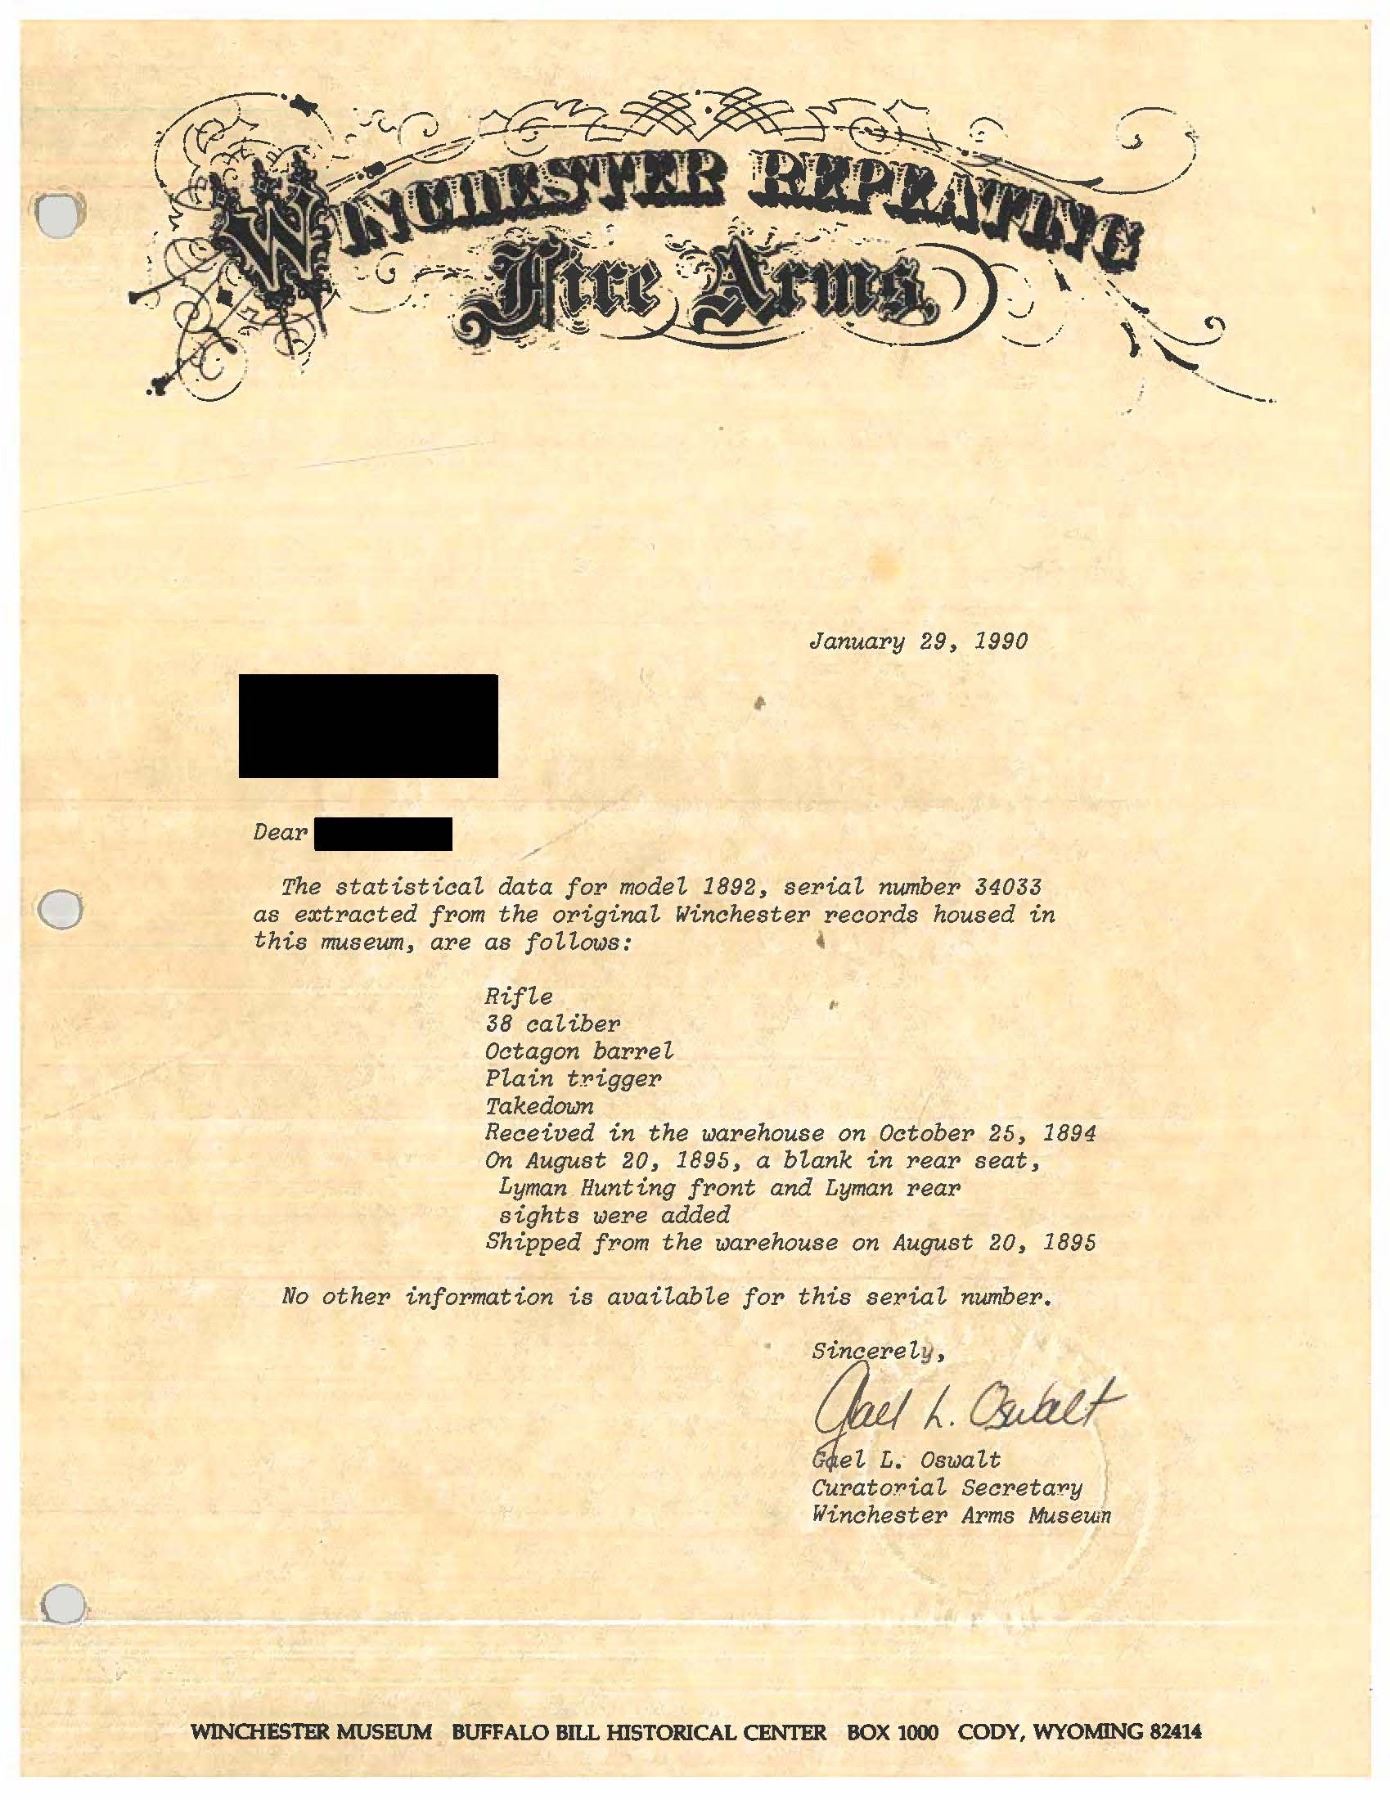 WINCHESTER REPEATING
Fire Arms
January 29, 1990
Dear
The statistical data for model 1892, serial number 34033
as extracted from the original Winchester records housed in
this museum, are as follows:
Rifle
38 caliber
Octagon barrel
Plain trigger
Takedown
Received in the warehouse on October 25, 1894
On August 20, 1895, a blank in rear seat,
Lyman Hunting front and Lyman rear
sights were added
Shipped from the warehouse on August 20, 1895
No other information is available for this serial number.
Sincerely,
Gael L. Oswalt
Gael L. Oswalt
Curatorial Secretary
Winchester Arms Museum
WINCHESTER MUSEUM BUFFALO BILL HISTORICAL CENTER BOX 1000 CODY, WYOMING 82414